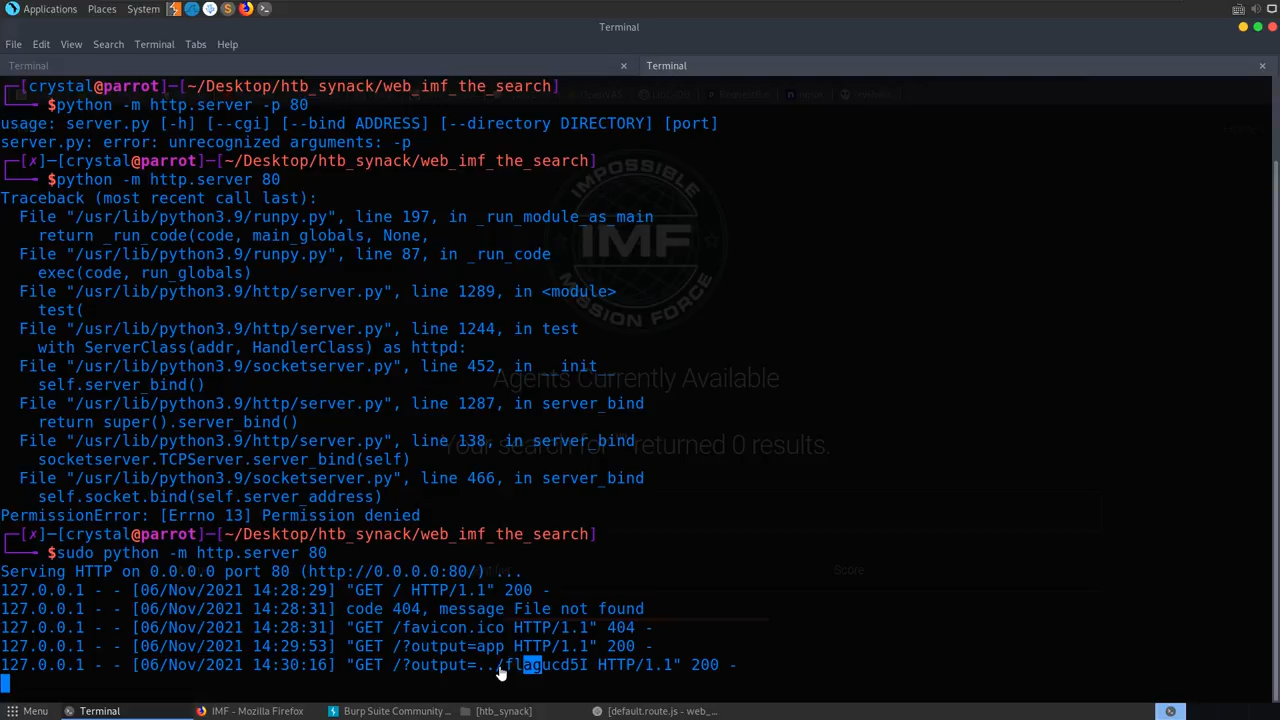 Applications Places System
Terminal
File Edit View Search Terminal Tabs Help
Terminal × Terminal ×
┌─[crystal@parrot]─[~/Desktop/htb_synack/web_imf_the_search]
└──╼ $python -m http.server -p 80
usage: server.py [-h] [--cgi] [--bind ADDRESS] [--directory DIRECTORY] [port]
server.py: error: unrecognized arguments: -p
┌─[✗]─[crystal@parrot]─[~/Desktop/htb_synack/web_imf_the_search]
└──╼ $python -m http.server 80
Traceback (most recent call last):
File "/usr/lib/python3.9/runpy.py", line 197, in _run_module_as_main
return _run_code(code, main_globals, None,
File "/usr/lib/python3.9/runpy.py", line 87, in _run_code
exec(code, run_globals)
File "/usr/lib/python3.9/http/server.py", line 1289, in <module>
test(
File "/usr/lib/python3.9/http/server.py", line 1244, in test
with ServerClass(addr, HandlerClass) as httpd:
File "/usr/lib/python3.9/socketserver.py", line 452, in __init__
self.server_bind()
File "/usr/lib/python3.9/http/server.py", line 1287, in server_bind
return super().server_bind()
File "/usr/lib/python3.9/http/server.py", line 138, in server_bind
socketserver.TCPServer.server_bind(self)
File "/usr/lib/python3.9/socketserver.py", line 466, in server_bind
self.socket.bind(self.server_address)
PermissionError: [Errno 13] Permission denied
┌─[✗]─[crystal@parrot]─[~/Desktop/htb_synack/web_imf_the_search]
└──╼ $sudo python -m http.server 80
Serving HTTP on 0.0.0.0 port 80 (http://0.0.0.0:80/) ...
127.0.0.1 - - [06/Nov/2021 14:28:29] "GET / HTTP/1.1" 200 -
127.0.0.1 - - [06/Nov/2021 14:28:31] code 404, message File not found
127.0.0.1 - - [06/Nov/2021 14:28:31] "GET /favicon.ico HTTP/1.1" 404 -
127.0.0.1 - - [06/Nov/2021 14:29:53] "GET /?output=app HTTP/1.1" 200 -
127.0.0.1 - - [06/Nov/2021 14:30:16] "GET /?output=../flagucd5I HTTP/1.1" 200 -
IMPOSSIBLE
IMF
MISSION FORCE
Agents Currently Available
Your search for "" returned 0 results.
Score
Menu Terminal IMF - Mozilla Firefox Burp Suite Community ... [htb_synack] [default.route.js - web_...